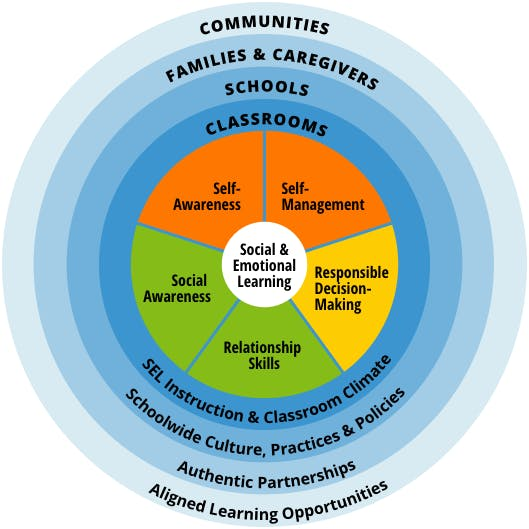 COMMUNITIES
FAMILIES & CAREGIVERS
SCHOOLS
CLASSROOMS
Self-
Awareness
Self-
Management
Social &
Emotional
Learning
Social
Awareness
Responsible
Decision-
Making
Relationship
Skills
SEL Instruction & Classroom Climate
Schoolwide Culture, Practices & Policies
Authentic Partnerships
Aligned Learning Opportunities